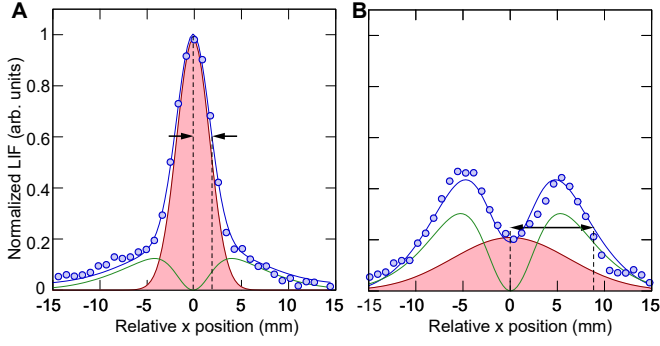 A
B
Normalized LIF (arb. units)
1
0.8
0.6
0.4
0.2
0
-15 -10 -5 0 5 10 15
-15 -10 -5 0 5 10 15
Relative x position (mm)
Relative x position (mm)